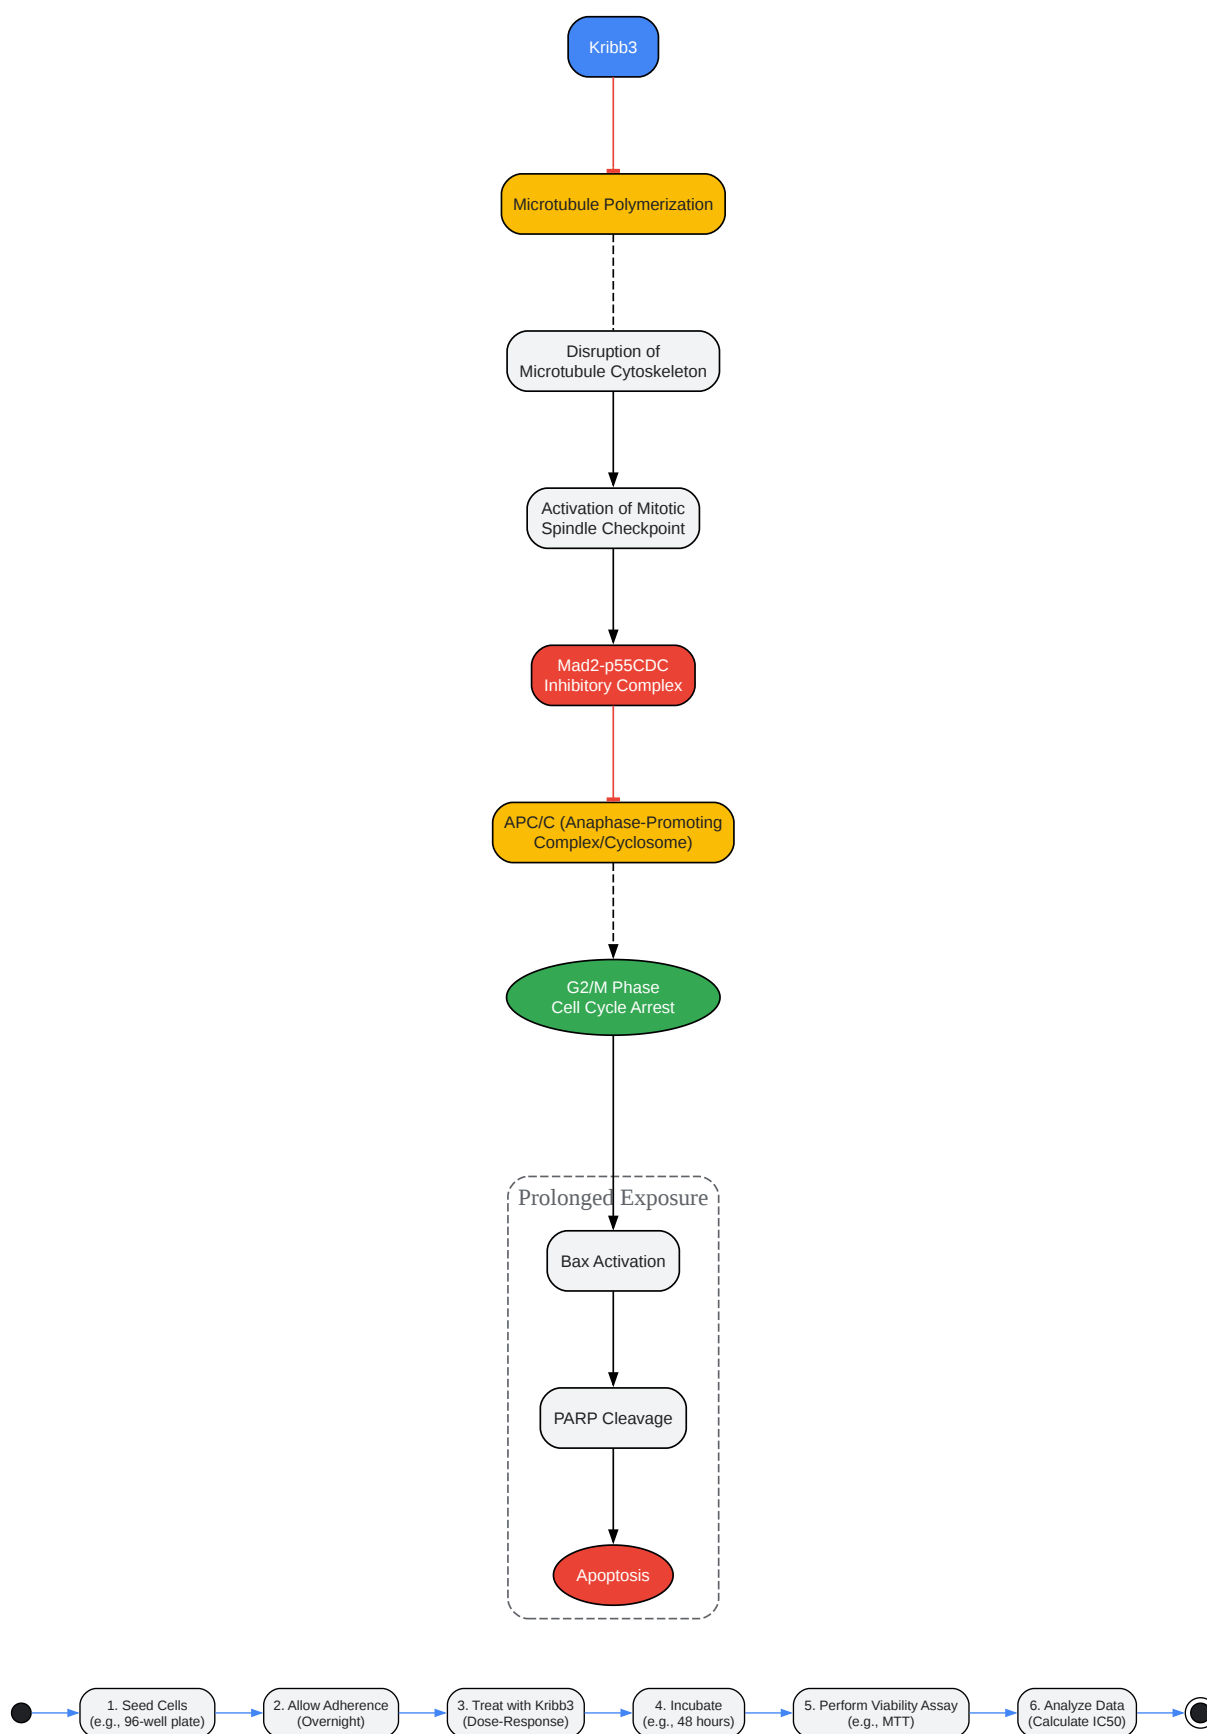 Kribb3
Microtubule Polymerization
Disruption of
Microtubule Cytoskeleton
Activation of Mitotic
Spindle Checkpoint
Mad2-p55CDC
Inhibitory Complex
APC/C (Anaphase-Promoting
Complex/Cyclosome)
G2/M Phase
Cell Cycle Arrest
Prolonged Exposure
Bax Activation
PARP Cleavage
Apoptosis
1. Seed Cells
(e.g., 96-well plate)
2. Allow Adherence
(Overnight)
3. Treat with Kribb3
(Dose-Response)
4. Incubate
(e.g., 48 hours)
5. Perform Viability Assay
(e.g., MTT)
6. Analyze Data
(Calculate IC50)